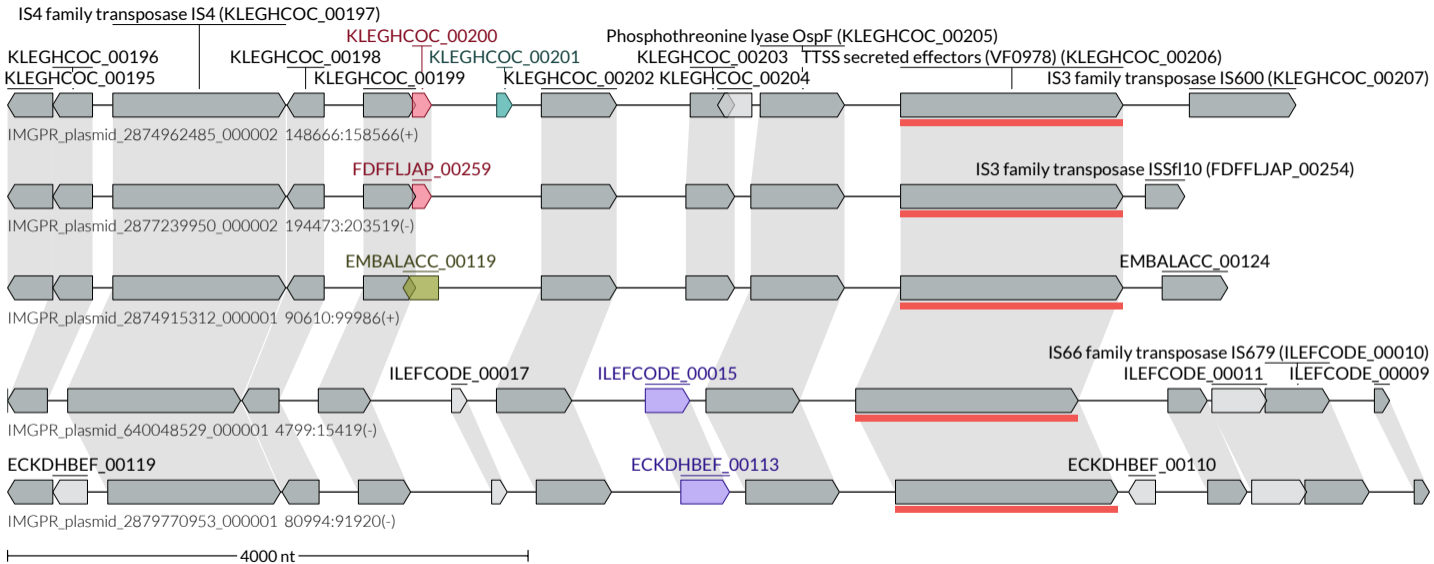 IS4 family transposase IS4 (KLEGHCOC_00197)
KLEGHCOC_00200 Phosphothreonine lyase OspF (KLEGHCOC_00205)
KLEGHCOC_00196 KLEGHCOC_00198 KLEGHCOC_00201 KLEGHCOC_00203 TTSS secreted effectors (VF0978) (KLEGHCOC_00206)
KLEGHCOC_00195 KLEGHCOC_00199 KLEGHCOC_00202 KLEGHCOC_00204 IS3 family transposase IS600 (KLEGHCOC_00207)
IMGPR_plasmid_2874962485_000002 148666:158566(+)
FDFFLJAP_00259 IS3 family transposase ISSfl10 (FDFFLJAP_00254)
IMGPR_plasmid_2877239950_000002 194473:203519(-)
EMBALACC_00119 EMBALACC_00124
IMGPR_plasmid_2874915312_000001 90610:99986(+)
IS66 family transposase IS679 (ILEFCODE_00010)
ILEFCODE_00017 ILEFCODE_00015 ILEFCODE_00011 ILEFCODE_00009
IMGPR_plasmid_640048529_000001 4799:15419(-)
ECKDHBEF_00119 ECKDHBEF_00113 ECKDHBEF_00110
IMGPR_plasmid_2879770953_000001 80994:91920(-)
4000 nt